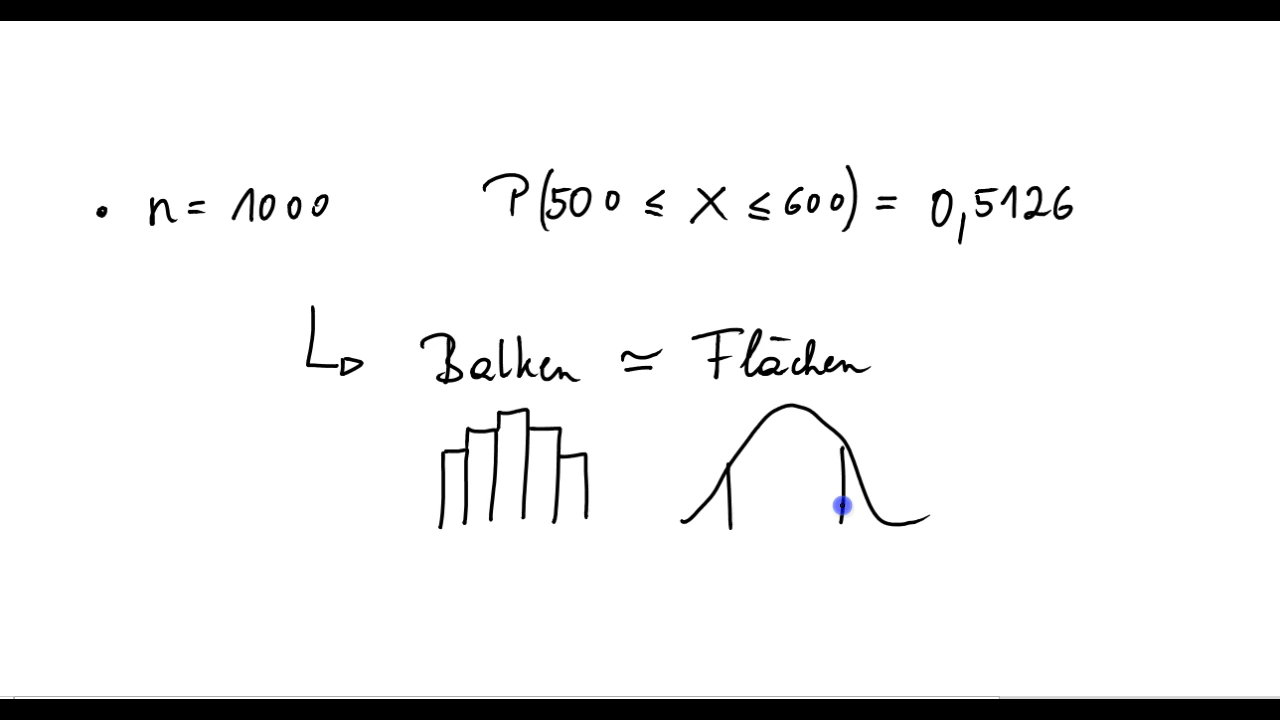 • n = 1000 P(500 ≤ X ≤ 600) = 0,5126
Balken ≃ Flächen